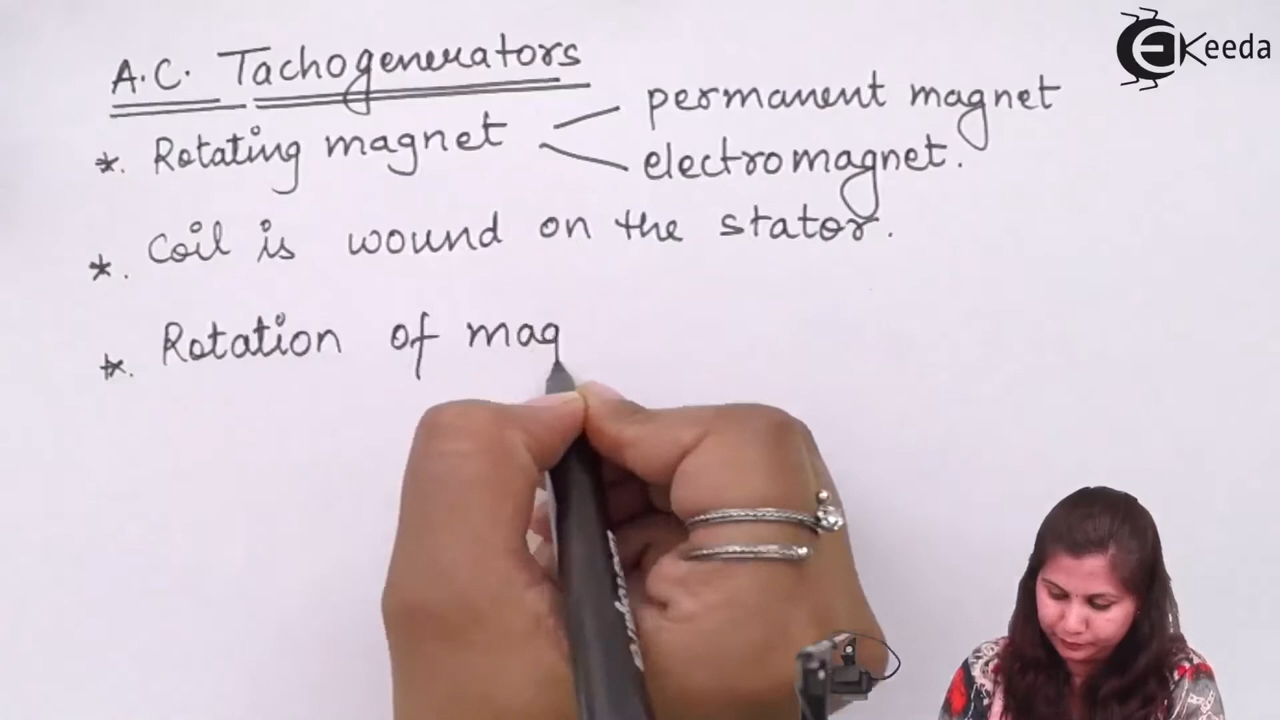 A.C. Tachogenerators
Keeda
*. Rotating magnet
permanent magnet
electromagnet.
*. Coil is wound on the stator.
*. Rotation of mag